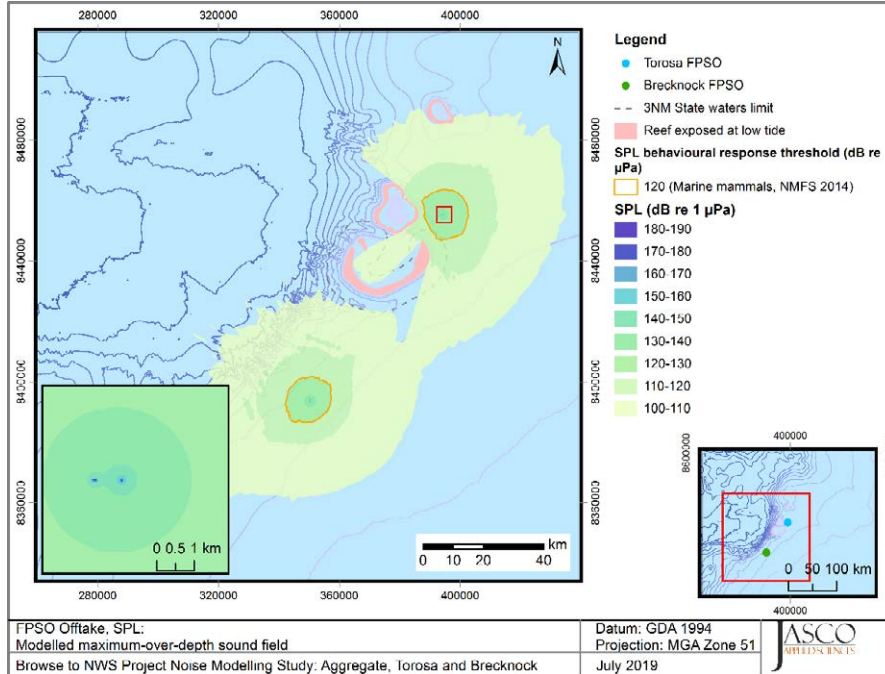 280000
320000
360000
400000
N
8480000
8440000
8400000
8360000
0 0.5 1 km
km
0 10 20 40
280000
320000
360000
400000
Legend
Torosa FPSO
Brecknock FPSO
3NM State waters limit
Reef exposed at low tide
SPL behavioural response threshold (dB re
µPa)
120 (Marine mammals, NMFS 2014)
SPL (dB re 1 µPa)
180-190
170-180
160-170
150-160
140-150
130-140
120-130
110-120
100-110
400000
8600000
0 50 100 km
400000
FPSO Offtake, SPL:
Modelled maximum-over-depth sound field
Browse to NWS Project Noise Modelling Study: Aggregate, Torosa and Brecknock
Datum: GDA 1994
Projection: MGA Zone 51
July 2019
JASCO
APPLIED SCIENCES